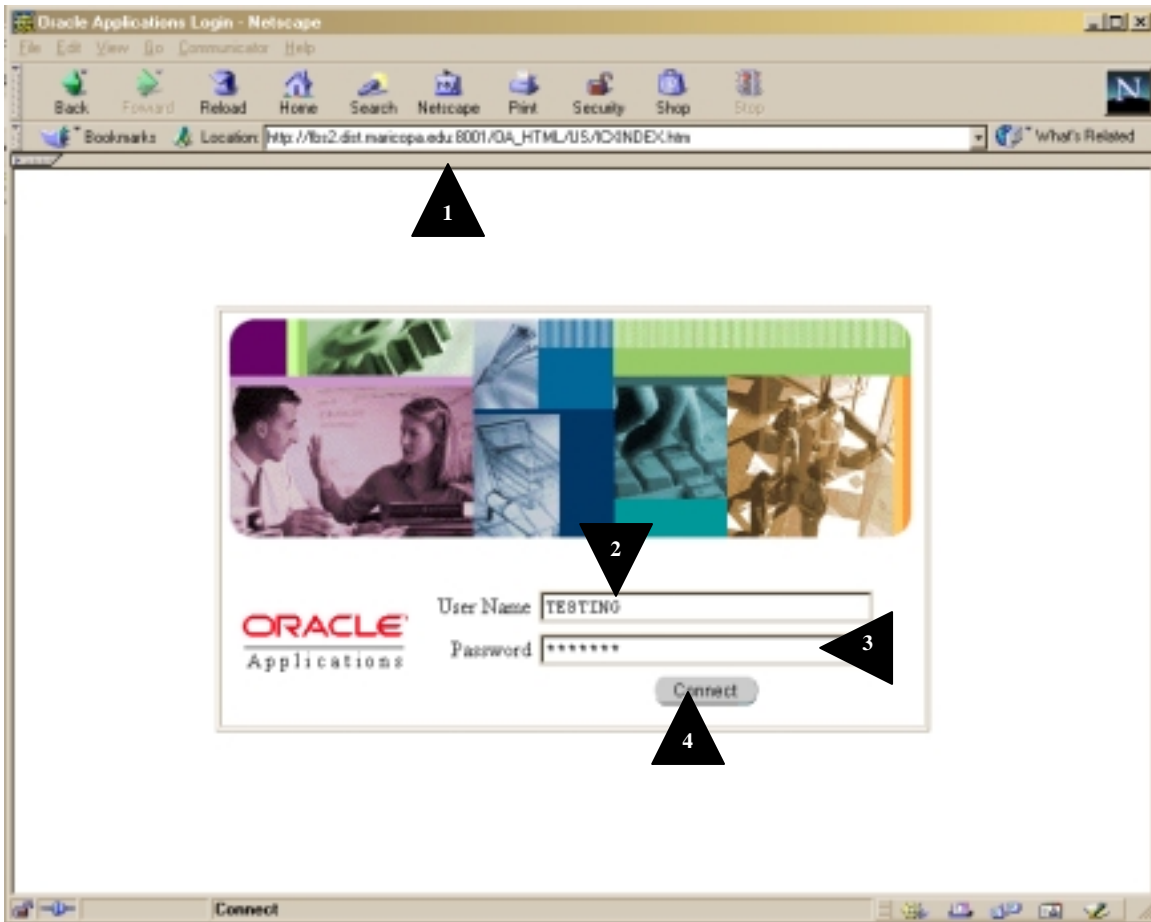 Oracle Applications Login - Netscape
File Edit View Go Communicator Help
Back Forward Reload Home Search Netscape Print Security Shop Stop
Bookmarks Location: http://fbs2.dist.maricopa.edu:8001/OA_HTML/US/ICXINDEX.htm What's Related
1
2
User Name TESTING
ORACLE
Applications
Password ******* 3
Connect
4
Connect